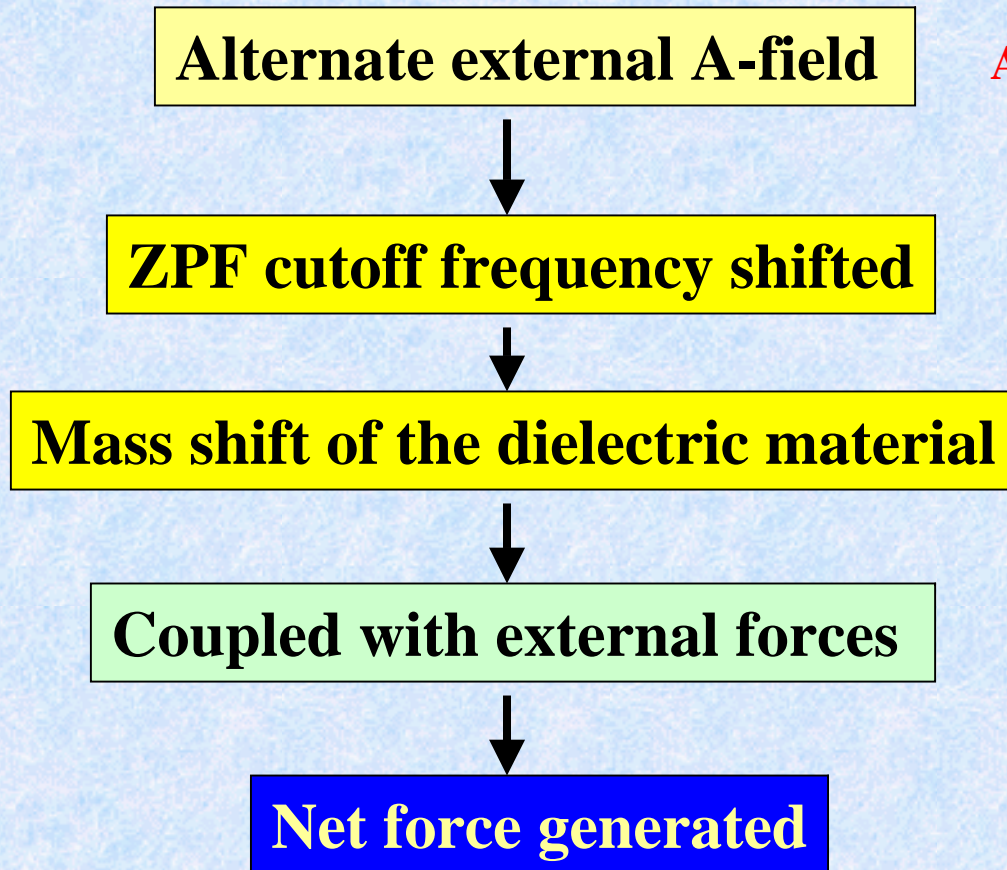 Alternate external A-field A
ZPF cutoff frequency shifted
Mass shift of the dielectric material
Coupled with external forces
Net force generated